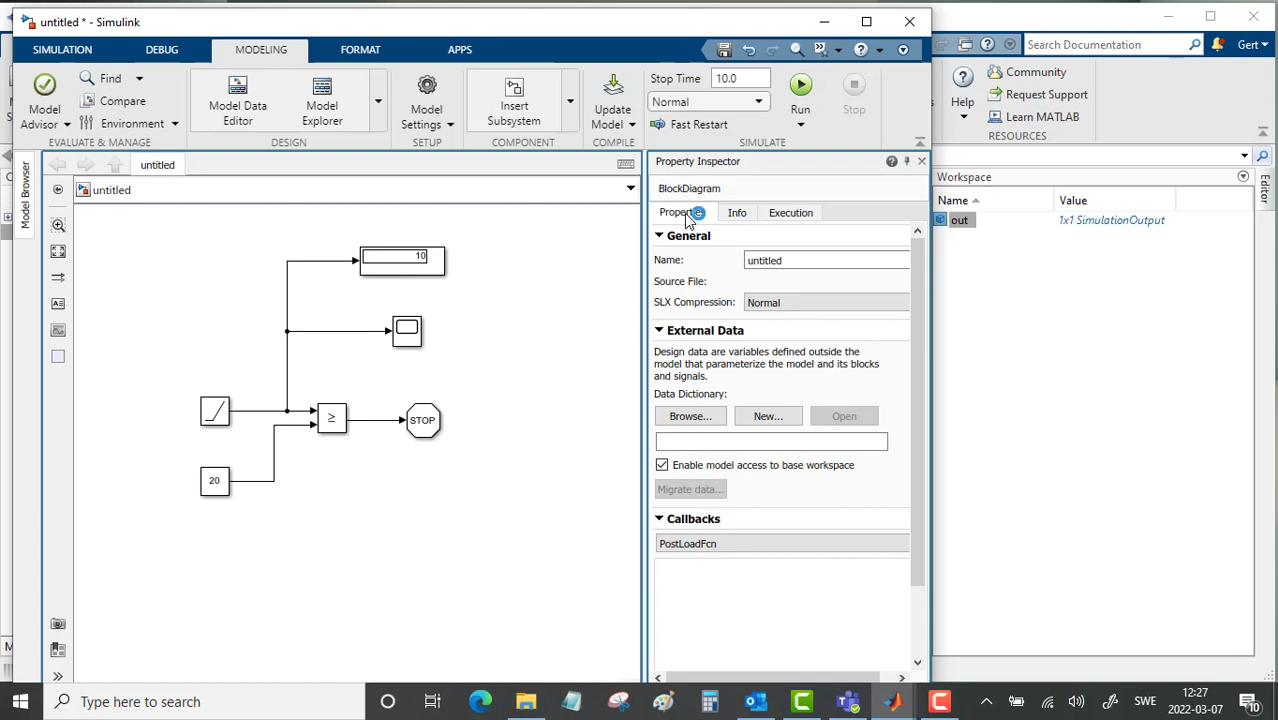 untitled * - Simulink
SIMULATION DEBUG MODELING FORMAT APPS
Search Documentation Gert
Model Advisor
Find
Compare
Environment
EVALUATE & MANAGE
Model Data Editor
Model Explorer
DESIGN
Model Settings
SETUP
Insert Subsystem
COMPONENT
Update Model
COMPILE
Stop Time 10.0
Normal
Fast Restart
Run
Stop
SIMULATE
Help
Community
Request Support
Learn MATLAB
RESOURCES
Model Browser
untitled
untitled
10
≥
STOP
20
Property Inspector
BlockDiagram
Info Execution
General
Name: untitled
Source File:
SLX Compression: Normal
External Data
Design data are variables defined outside the
model that parameterize the model and its blocks
and signals.
Data Dictionary:
Browse... New... Open
Enable model access to base workspace
Migrate data...
Callbacks
PostLoadFcn
Workspace
Name Value
out 1x1 SimulationOutput
Editor
Type here to search
SWE
12:27
2022-03-07
10